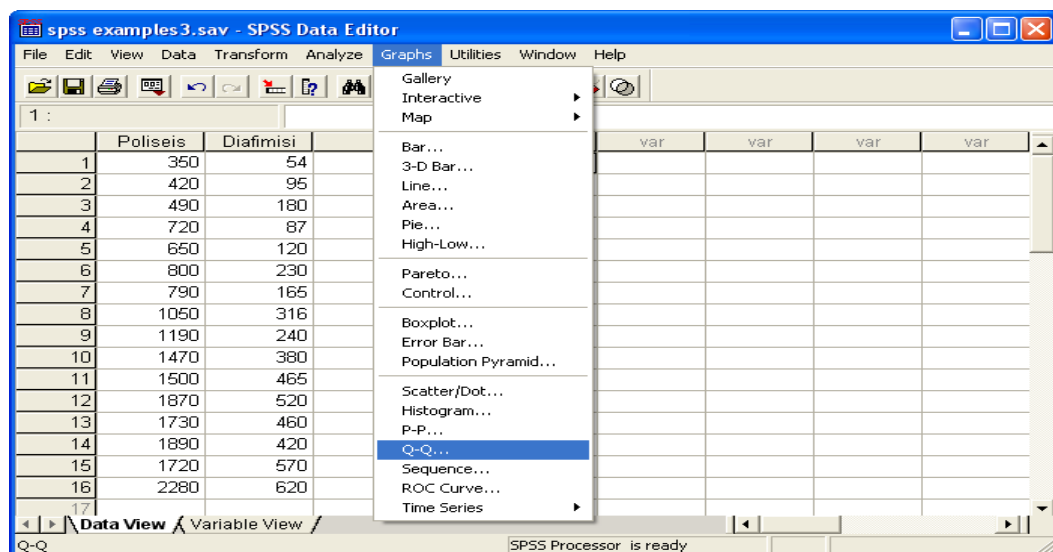 spss examples3.sav - SPSS Data Editor
File Edit View Data Transform Analyze Graphs Utilities Window Help
1 :
Gallery
Interactive
Map
Bar...
3-D Bar...
Line...
Area...
Pie...
High-Low...
Pareto...
Control...
Boxplot...
Error Bar...
Population Pyramid...
Scatter/Dot...
Histogram...
P-P...
Q-Q...
Sequence...
ROC Curve...
Time Series
Poliseis Diafimisi var var var var
1 350 54
2 420 95
3 490 180
4 720 87
5 650 120
6 800 230
7 790 165
8 1050 316
9 1190 240
10 1470 380
11 1500 465
12 1870 520
13 1730 460
14 1890 420
15 1720 570
16 2280 620
17
Data View Variable View
Q-Q SPSS Processor is ready